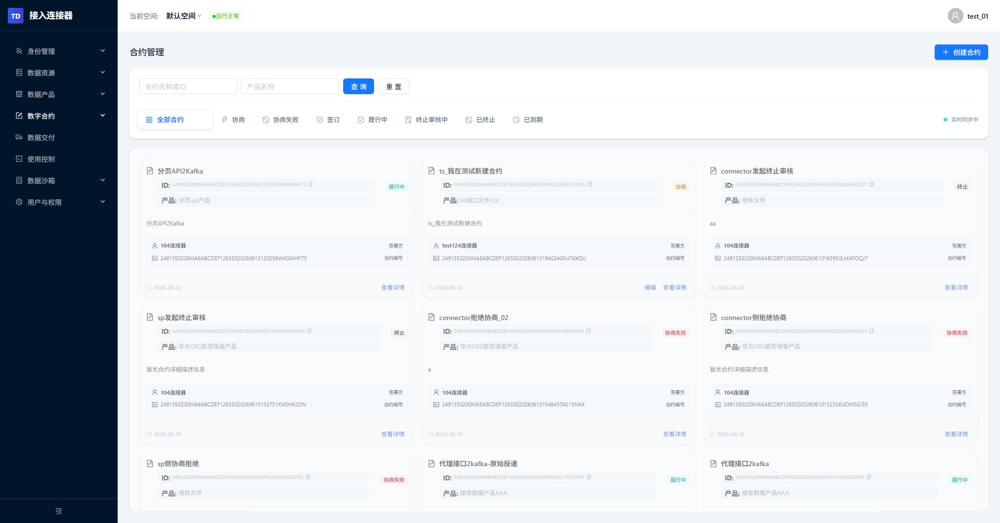 TD 接入连接器
当前空间: 默认空间 运行正常
test_01
身份管理
数据资源
数据产品
数字合约
数据交付
使用控制
数据沙箱
用户与权限
合约管理
创建合约
合约名称或ID
产品名称
查询
重置
全部合约
协商
协商失败
签订
履行中
终止审核中
已终止
已到期
实时同步中
分页API2Kafka
ID: 2491350200MA8ABCDEF12655020260612120559WKGMHF73
履行中
产品: 分页api产品
分页API2Kafka
104连接器 签署方
2491350200MA8ABCDEF12655020260612120559WKGMHF73 合约编号
2026-06-12 查看详情
ts_我在测试新建合约
ID: 2491350200MA8ABCDEF12655020260610194024GNJ76XOU
协商
产品: lili接口文件124
ts_我在测试新建合约
test124连接器 签署方
2491350200MA8ABCDEF12655020260610194024GNJ76XOU 合约编号
2026-06-10 编辑 查看详情
connector发起终止审核
ID: 2491350200MA8ABCDEF12655020260610163950LMAFOQJ7
终止
产品: 地铁文件
aa
104连接器 签署方
2491350200MA8ABCDEF12655020260610163950LMAFOQJ7 合约编号
2026-06-10 查看详情
sp发起终止审核
ID: 2491350200MA8ABCDEF12655020260610155751XVOHX2DN
终止
产品: 华为OBS能否增量产品
暂无合约详细描述信息
104连接器 签署方
2491350200MA8ABCDEF12655020260610155751XVOHX2DN 合约编号
2026-06-10 查看详情
connector拒绝协商_02
ID: 2491350200MA8ABCDEF12655020260610154845TAS15NXA
协商失败
产品: 华为OBS能否增量产品
a
104连接器 签署方
2491350200MA8ABCDEF12655020260610154845TAS15NXA 合约编号
2026-06-10 查看详情
connector侧拒绝协商
ID: 2491350200MA8ABCDEF12655020260610152356UOM5GI33
协商失败
产品: 华为OBS能否增量产品
暂无合约详细描述信息
104连接器 签署方
2491350200MA8ABCDEF12655020260610152356UOM5GI33 合约编号
2026-06-10 查看详情
sp侧协商拒绝
ID: 2491350200MA8ABCDEF12655020260610151430WSGSE3TD
协商失败
产品: 地铁文件
代理接口2kafka-原始投递
ID: 2491350200MA8ABCDEF12655020260610105625C7R37FVN
履行中
产品: 接收数据产品AAA
代理接口2kafka
ID: 2491350200MA8ABCDEF12655020260610104714C6SSUIO8
履行中
产品: 接收数据产品AAA